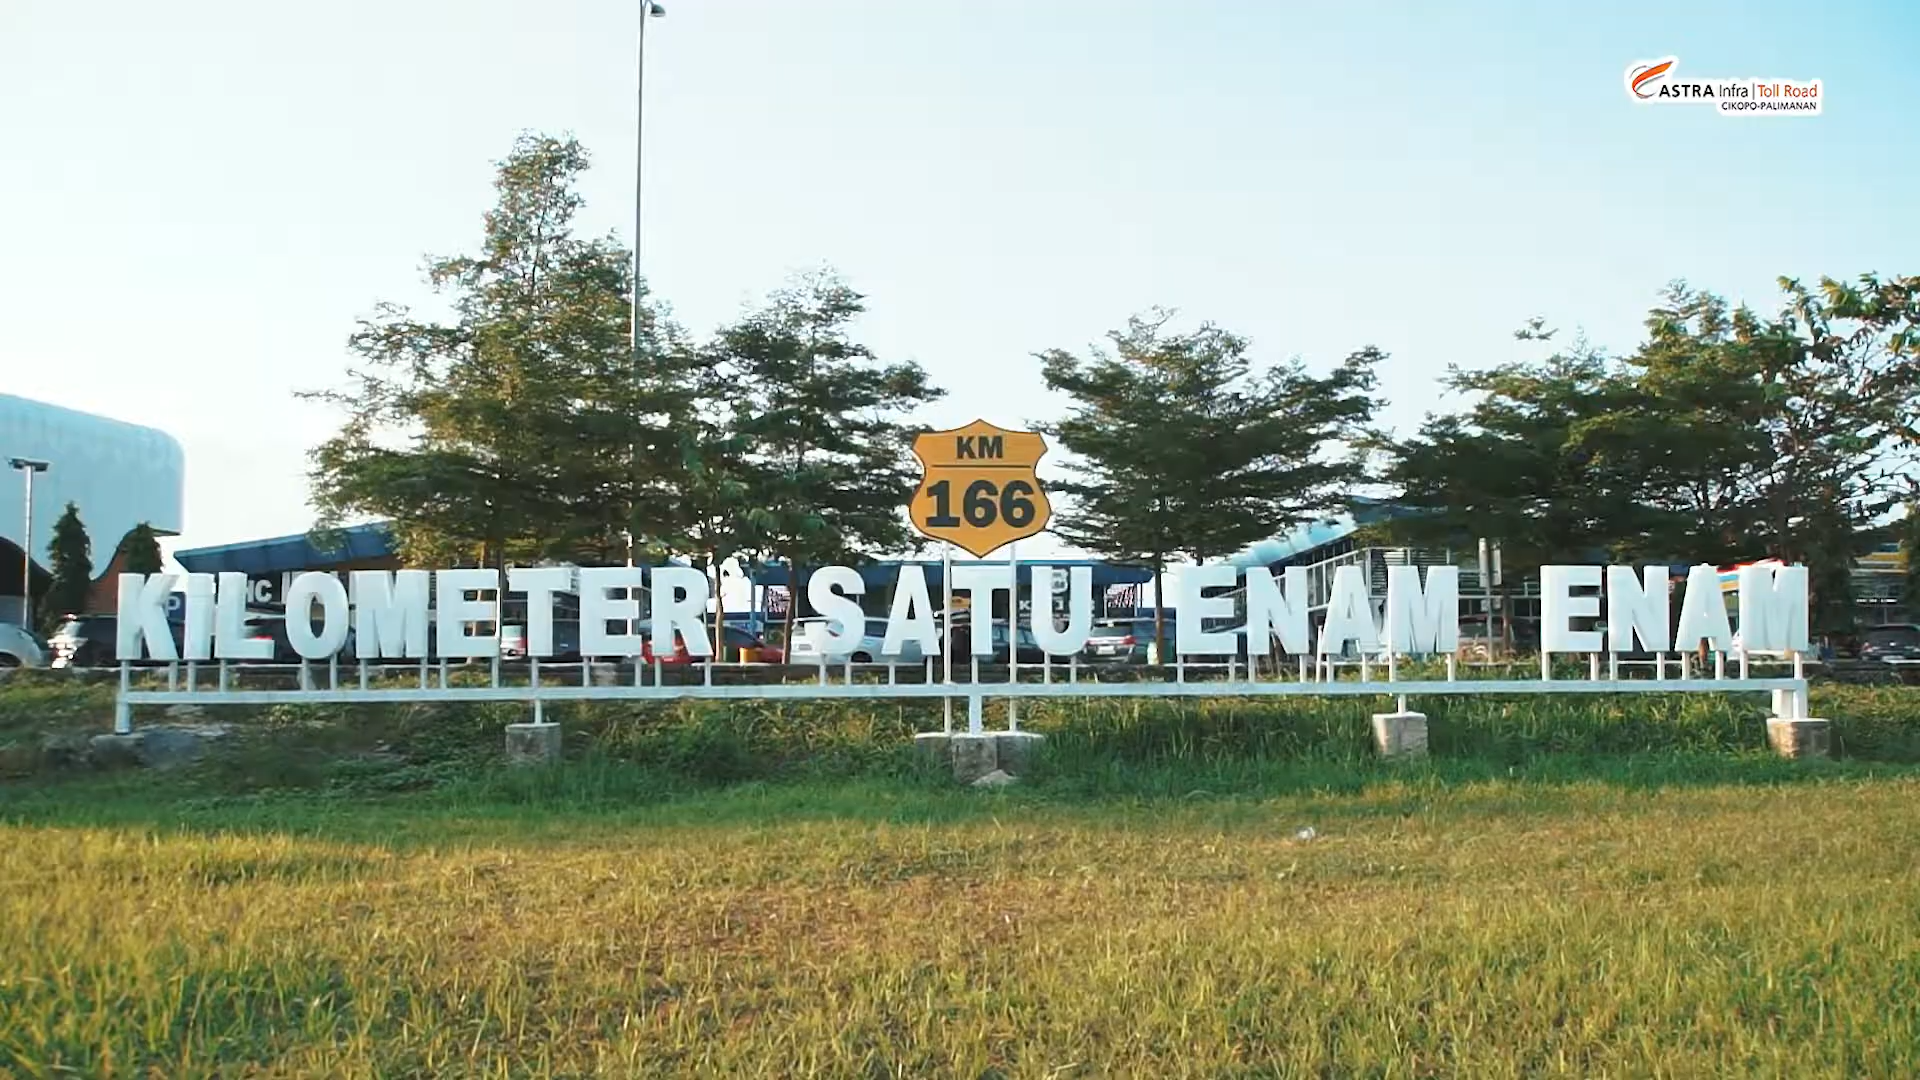 ASTRA Infra | Toll Road
CIKOPO-PALIMANAN
KM
166
KILOMETER SATU ENAM ENAM